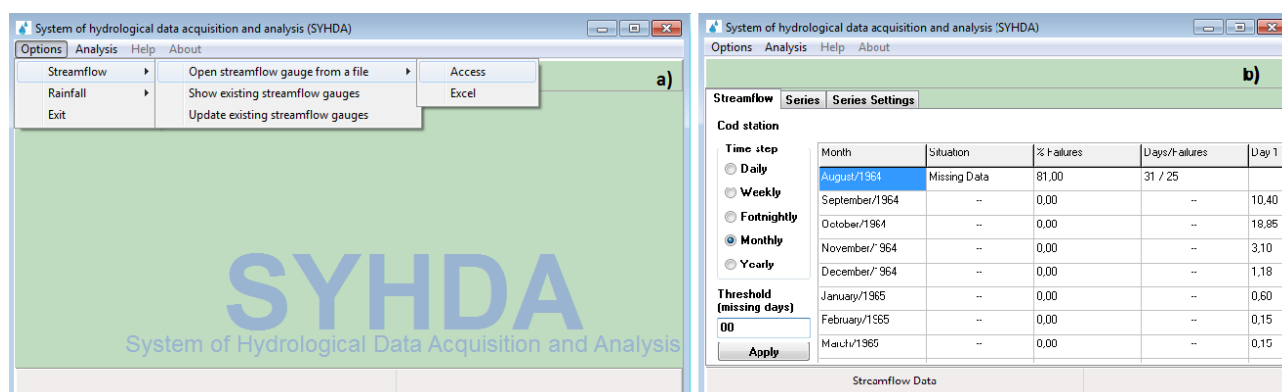 System of hydrological data acquisition and analysis (SYHDA)
Options Analysis Help About
Streamflow Open streamflow gauge from a file Access
a)
Rainfall Show existing streamflow gauges Excel
Exit Update existing streamflow gauges
SYHDA
System of Hydrological Data Acquisition and Analysis
System of hydrological data acquisition and analysis (SYHDA)
Options Analysis Help About
b)
Streamflow Series Series Settings
Cod station
Time step
Daily
Weekly
Fortnightly
Monthly
Yearly
Threshold
(missing days)
00
Apply
Month Situation % Failures Days/Failures Day 1
August/1964 Missing Data 81,00 31 / 25
September/1964 -- 0,00 -- 10,40
October/1964 -- 0,00 -- 18,85
November/1964 -- 0,00 -- 3,10
December/1964 -- 0,00 -- 1,18
January/1965 -- 0,00 -- 0,60
February/1965 -- 0,00 -- 0,15
March/1965 -- 0,00 -- 0,15
Streamflow Data